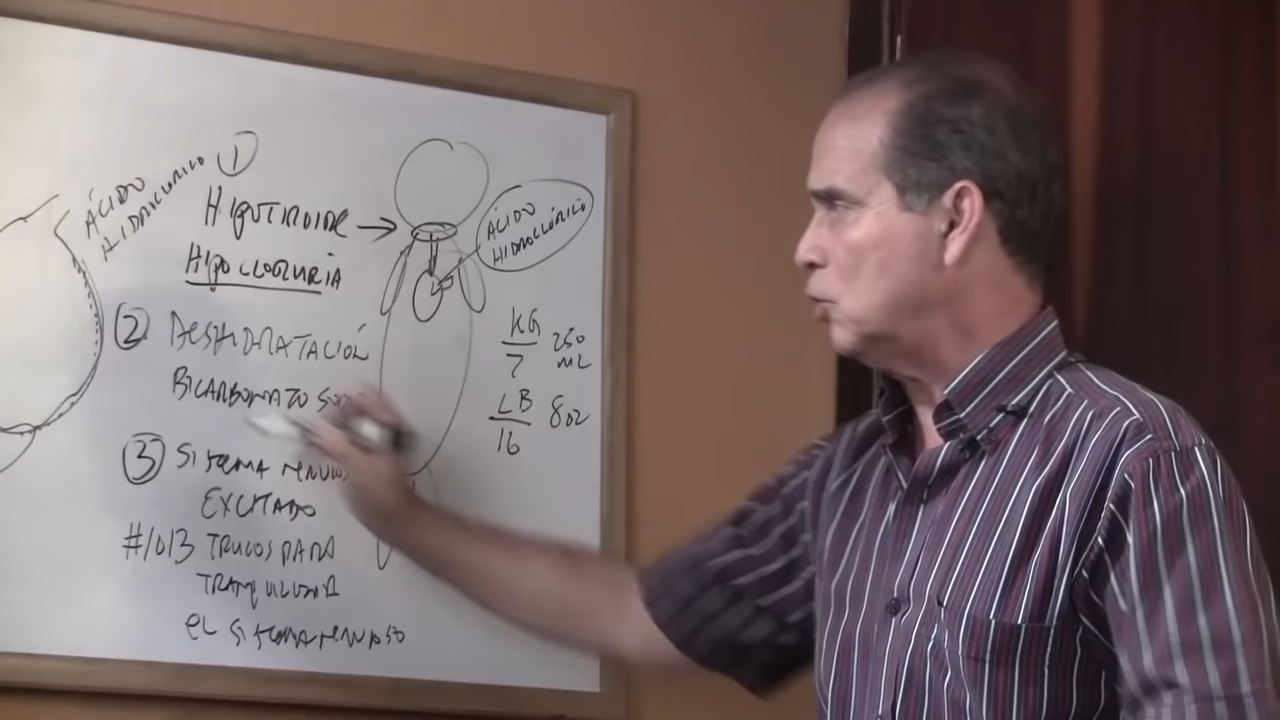 ÁCIDO
HIDROCLÓRICO
①
HIPOTIROIDE →
HIPOCLORURIA
ÁCIDO
HIDROCLÓRICO
② DESHIDRATACIÓN
BICARBONATO
KG
7
250
ML
LB
16
8OZ
③ SISTEMA
EXCITADO
#1013 TRUCOS PARA
TRANQUILIZAR
EL SISTEMA NERVIOSO